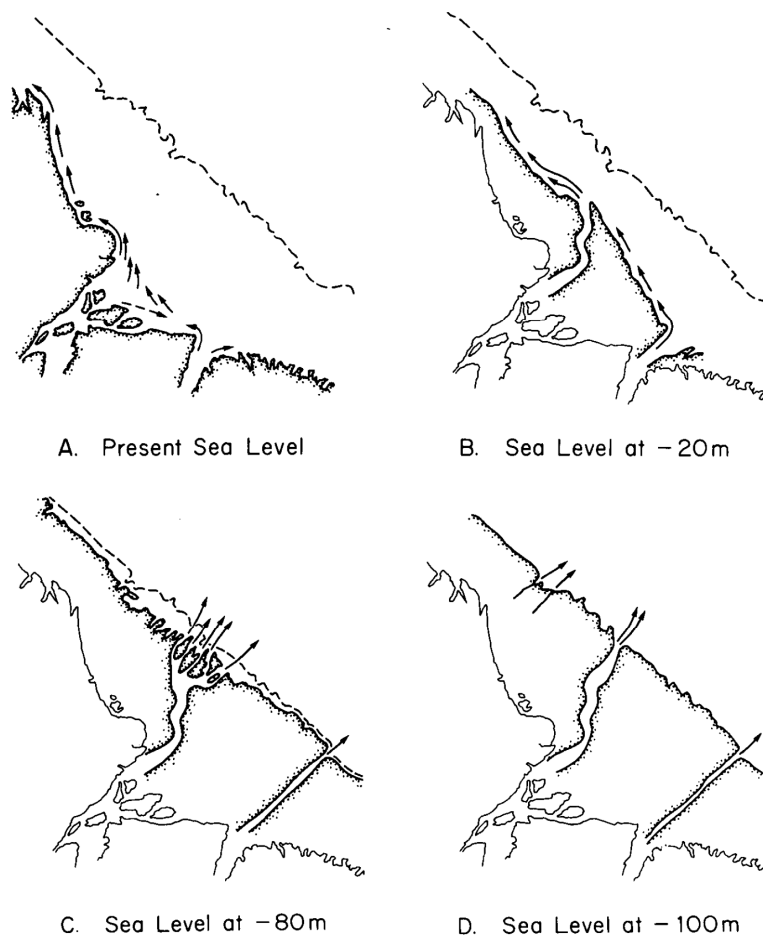 A. Present Sea Level
B. Sea Level at -20m
C. Sea Level at -80m
D. Sea Level at -100m